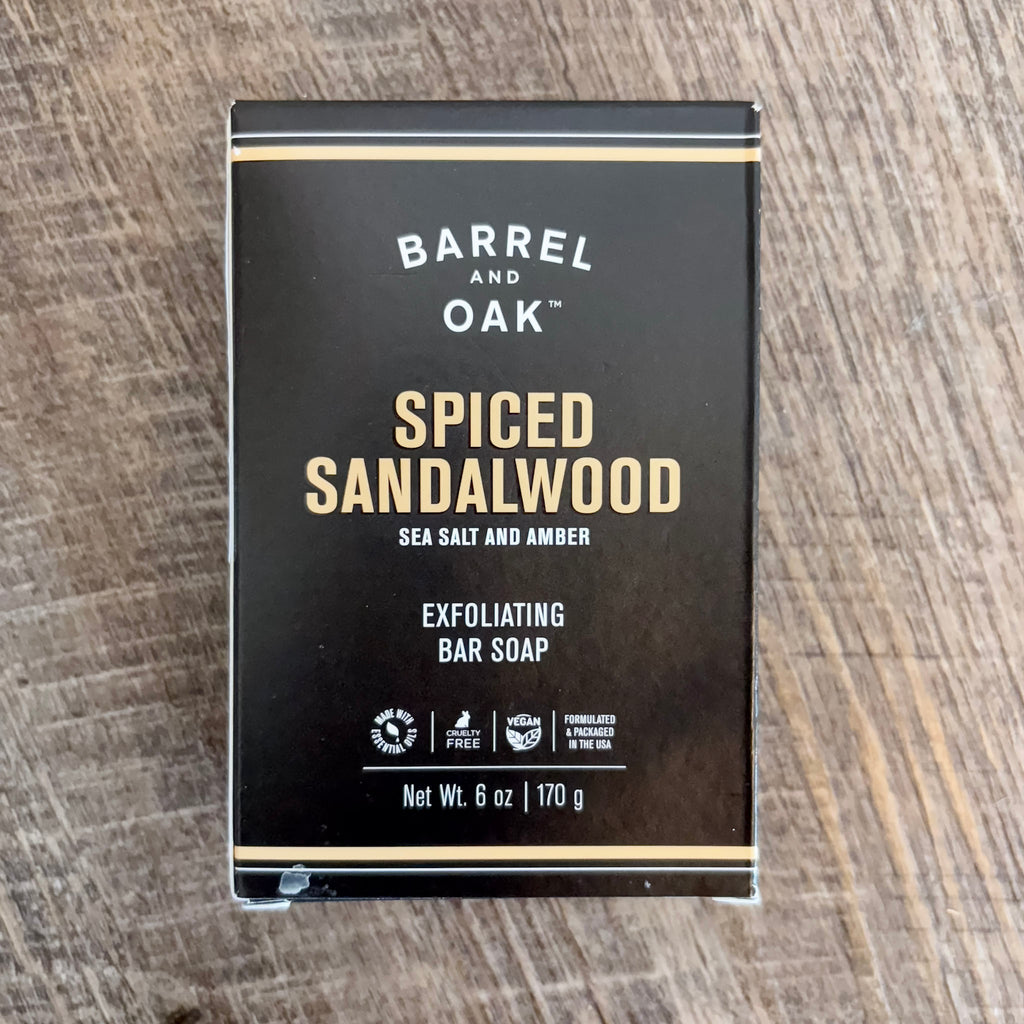 BARREL
AND
OAK™
SPICED
SANDALWOOD
SEA SALT AND AMBER
EXFOLIATING
BAR SOAP
MADE WITH
ESSENTIAL OILS
CRUELTY
FREE
VEGAN
FORMULATED
& PACKAGED
IN THE USA
Net Wt. 6 oz | 170 g